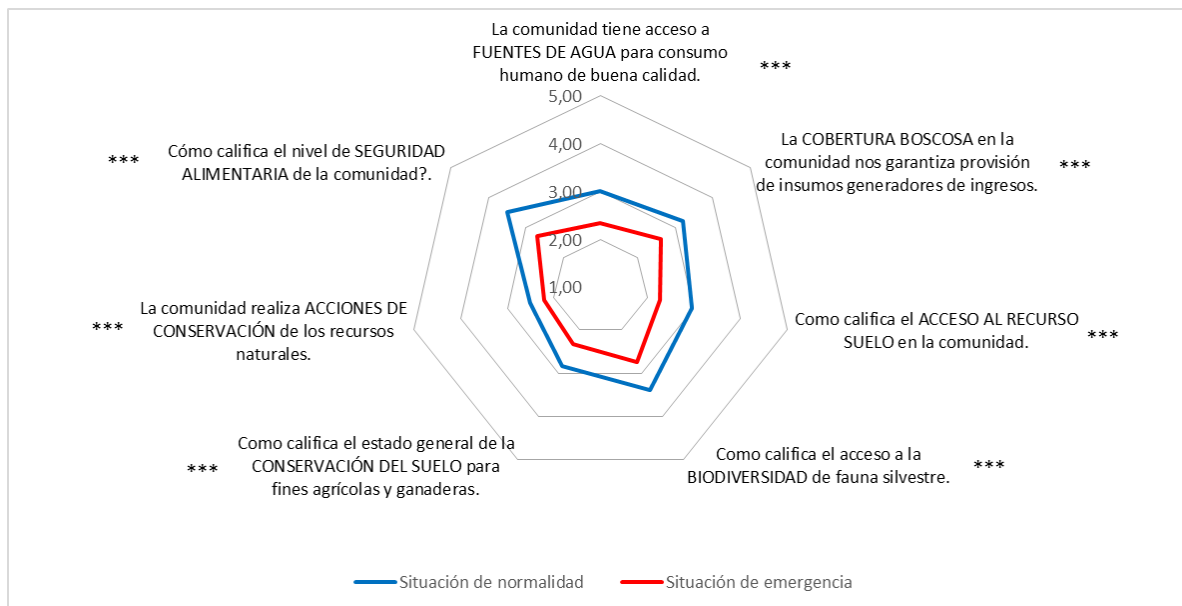 La comunidad tiene acceso a
FUENTES DE AGUA para consumo
humano de buena calidad.
***
5,00
4,00
3,00
2,00
1,00
La COBERTURA BOSCOSA en la
comunidad nos garantiza provisión
de insumos generadores de ingresos.
***
Como califica el ACCESO AL RECURSO
SUELO en la comunidad.
***
Como califica el acceso a la
BIODIVERSIDAD de fauna silvestre.
***
Como califica el estado general de la
CONSERVACIÓN DEL SUELO para
fines agrícolas y ganaderas.
***
La comunidad realiza ACCIONES DE
CONSERVACIÓN de los recursos
naturales.
***
Cómo califica el nivel de SEGURIDAD
ALIMENTARIA de la comunidad?.
***
Situación de normalidad
Situación de emergencia